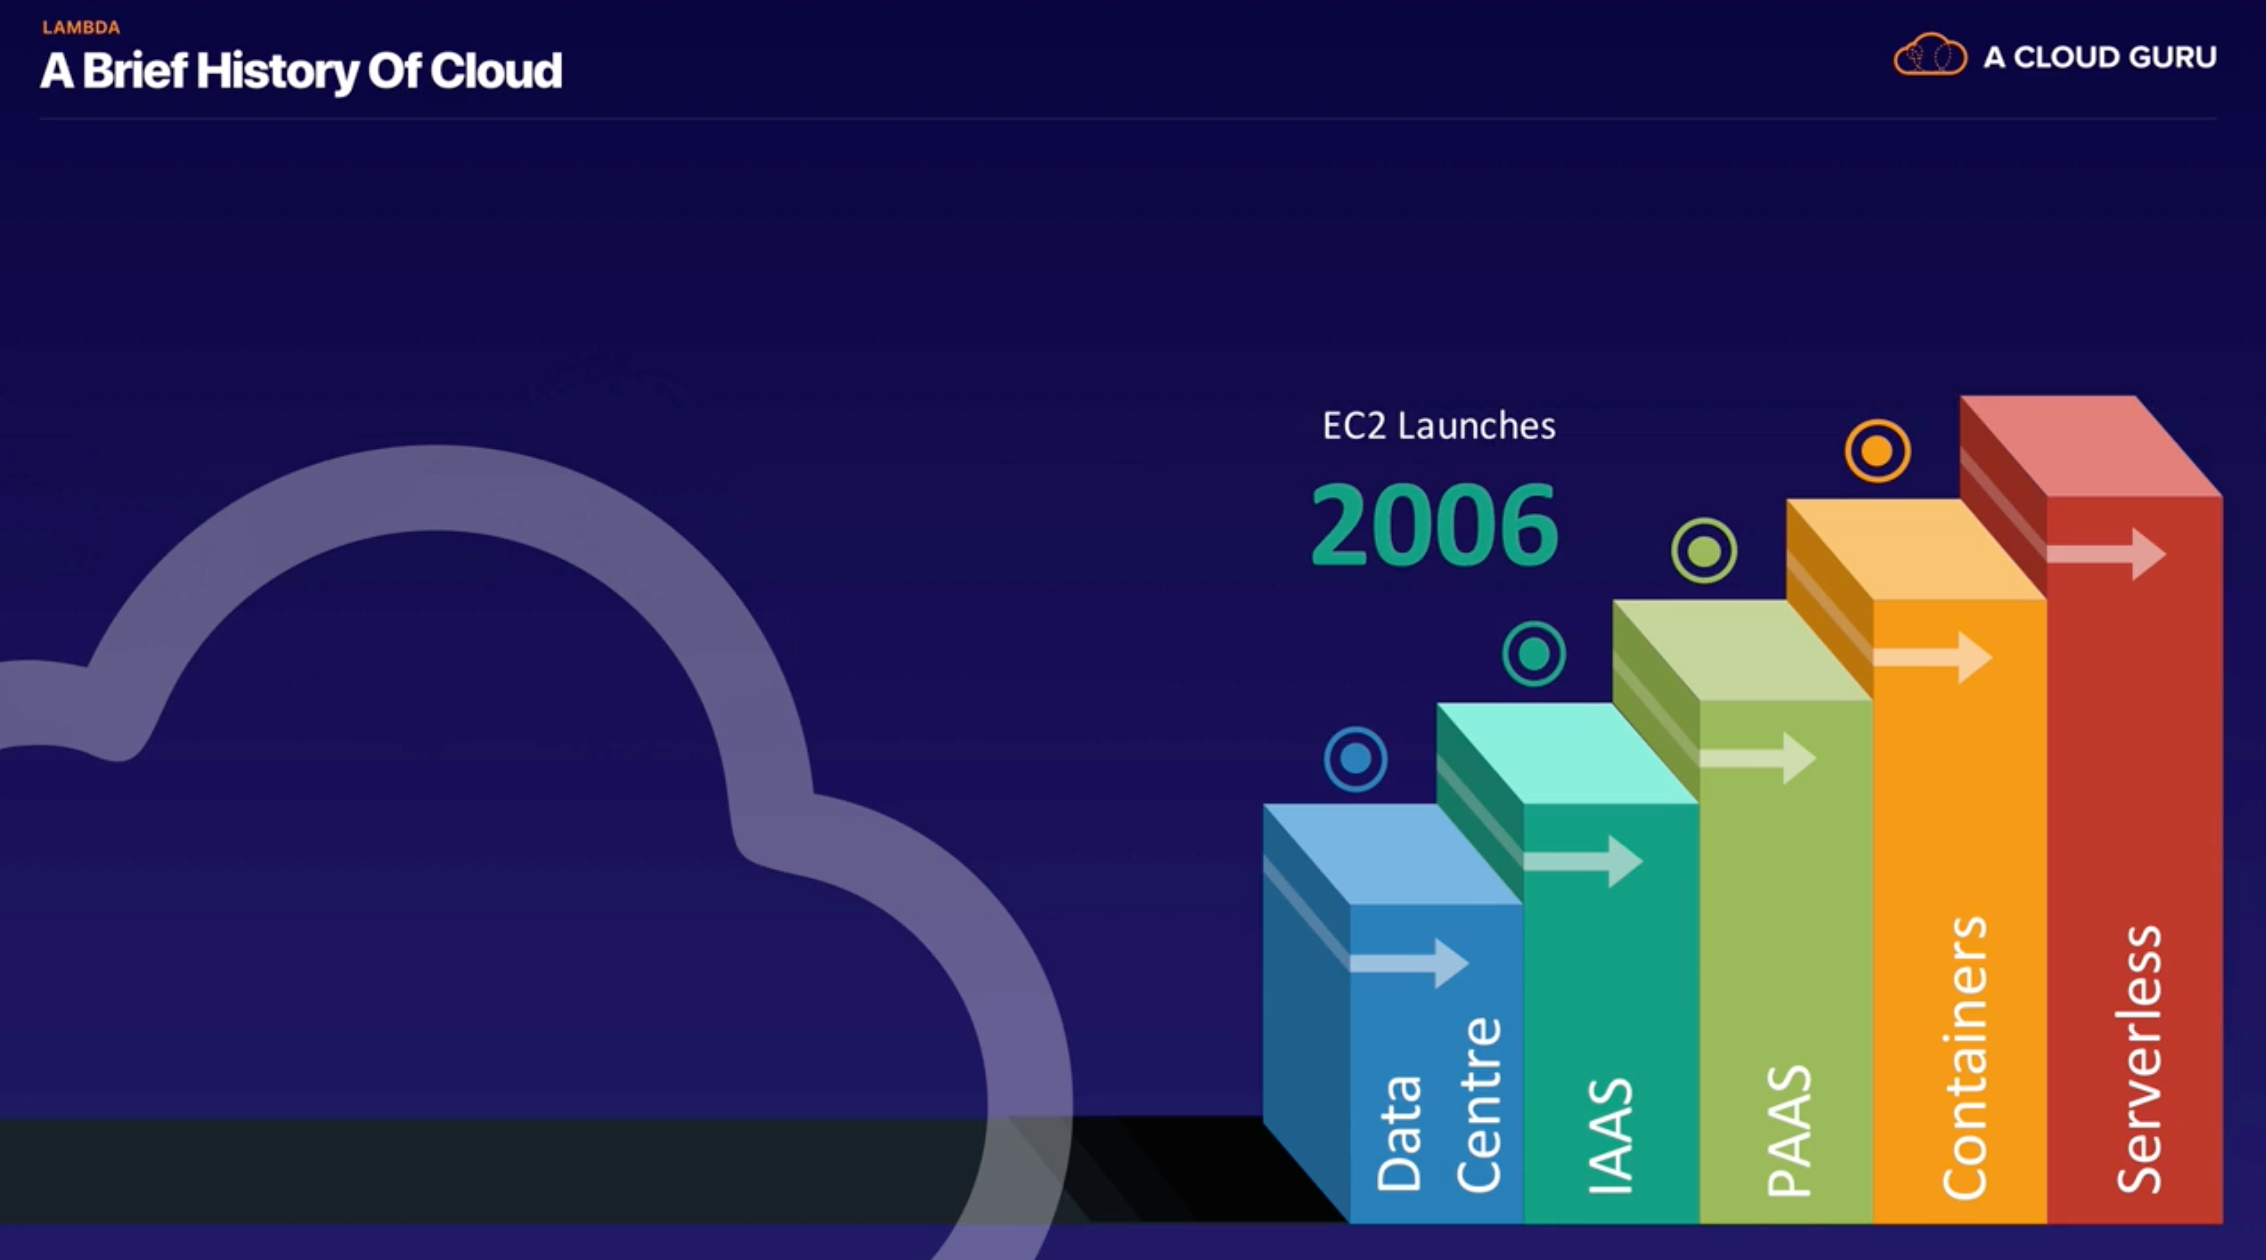 LAMBDA
A Brief History Of Cloud
A CLOUD GURU
EC2 Launches
2006
Data
Centre
IAAS
PAAS
Containers
Serverless